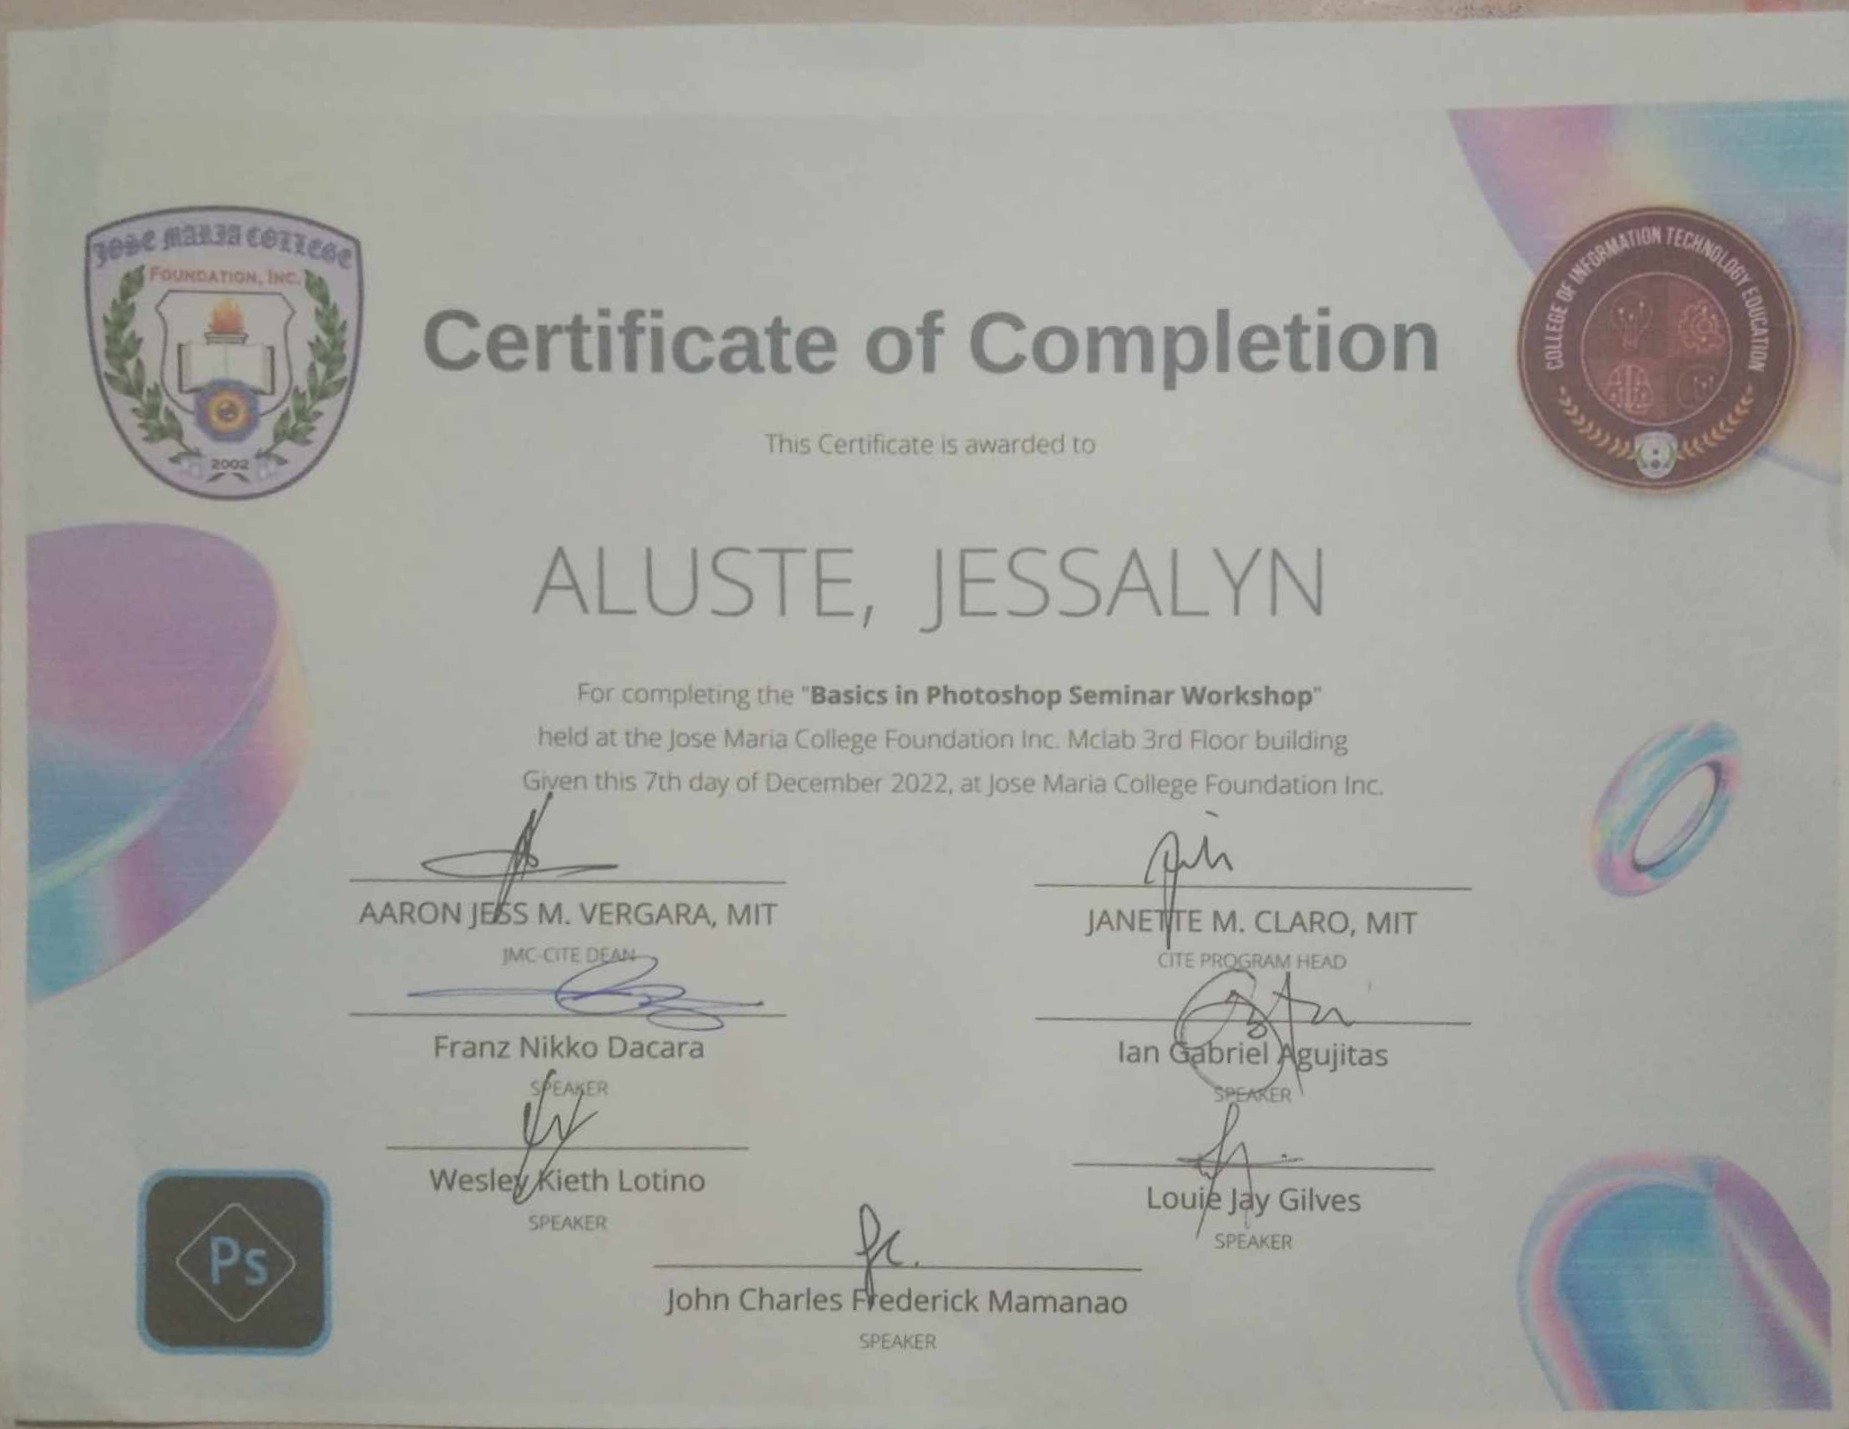 JOSE MARIA COLLEGE
FOUNDATION, INC.
2002
COLLEGE OF INFORMATION TECHNOLOGY EDUCATION
Certificate of Completion
This Certificate is awarded to
ALUSTE, JESSALYN
For completing the "Basics in Photoshop Seminar Workshop"
held at the Jose Maria College Foundation Inc. Mclab 3rd Floor building
Given this 7th day of December 2022, at Jose Maria College Foundation Inc.
AARON JESS M. VERGARA, MIT
JMC-CITE DEAN
JANETTE M. CLARO, MIT
CITE PROGRAM HEAD
Franz Nikko Dacara
SPEAKER
Ian Gabriel Agujitas
SPEAKER
Wesley Kieth Lotino
SPEAKER
Louie Jay Gilves
SPEAKER
John Charles Frederick Mamanao
SPEAKER
Ps